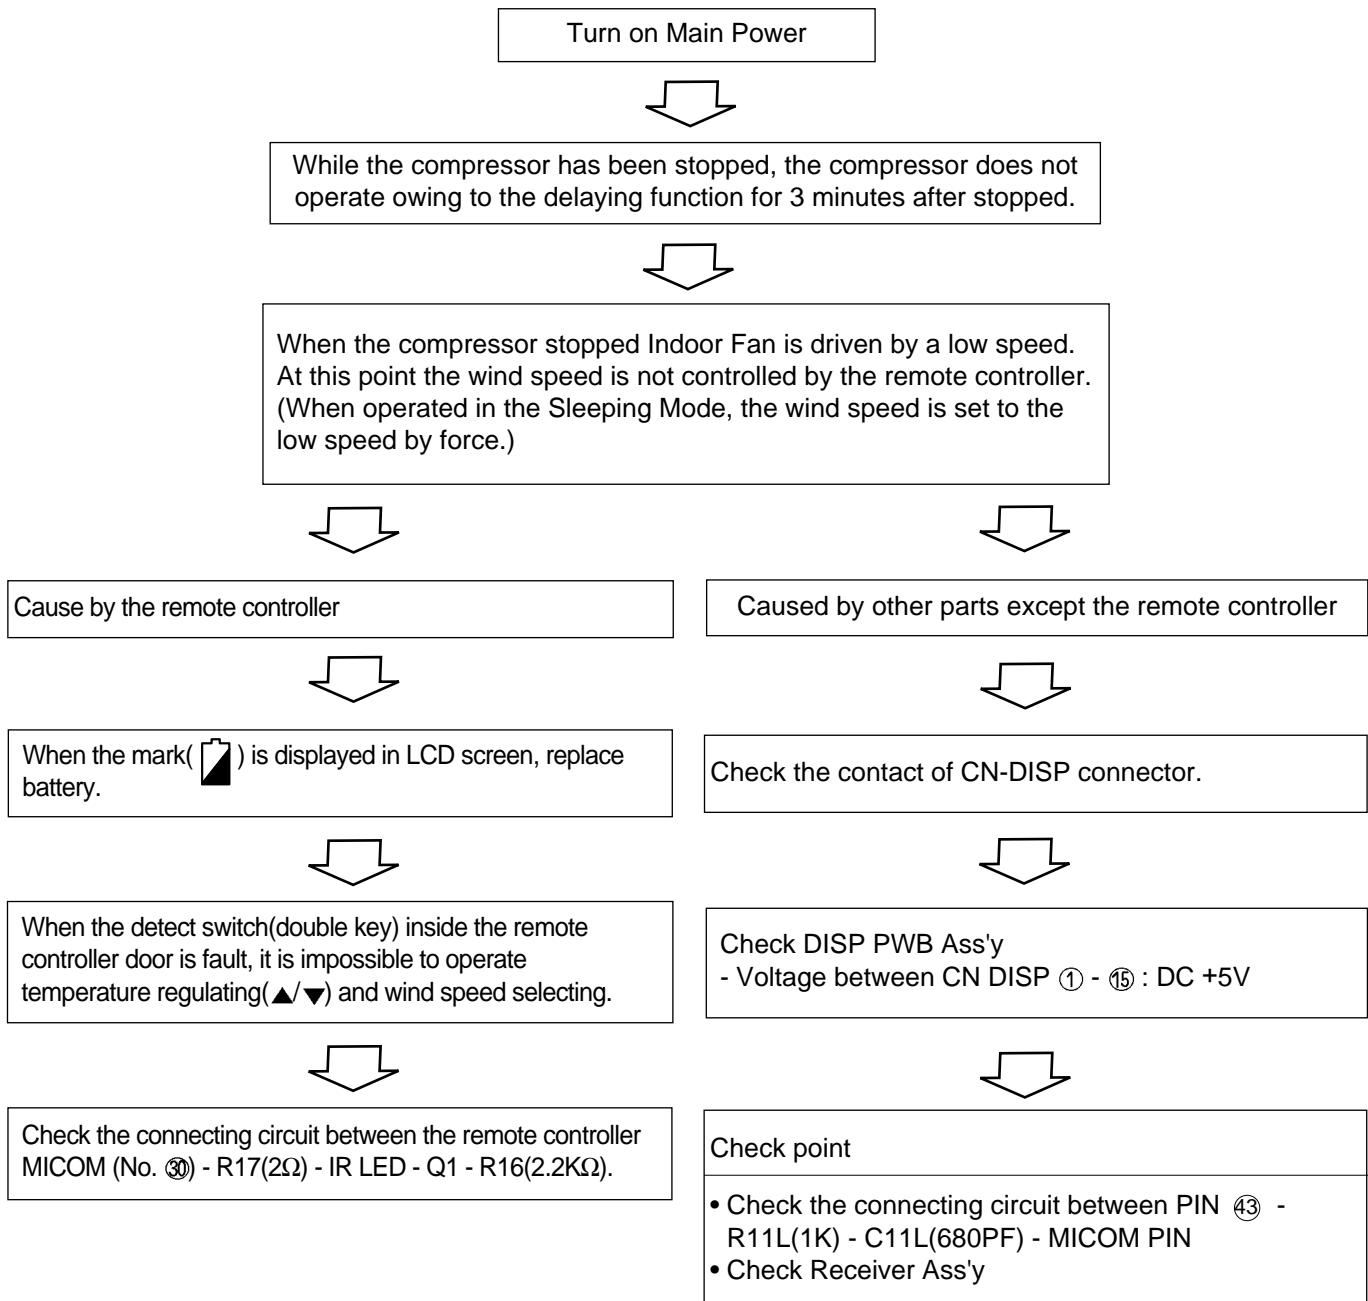 Turn on Main Power
While the compressor has been stopped, the compressor does not
operate owing to the delaying function for 3 minutes after stopped.
When the compressor stopped Indoor Fan is driven by a low speed.
At this point the wind speed is not controlled by the remote controller.
(When operated in the Sleeping Mode, the wind speed is set to the
low speed by force.)
Cause by the remote controller
When the mark( ) is displayed in LCD screen, replace
battery.
When the detect switch(double key) inside the remote
controller door is fault, it is impossible to operate
temperature regulating(▲/▼) and wind speed selecting.
Check the connecting circuit between the remote controller
MICOM (No. ㉚) - R17(2Ω) - IR LED - Q1 - R16(2.2KΩ).
Caused by other parts except the remote controller
Check the contact of CN-DISP connector.
Check DISP PWB Ass'y
- Voltage between CN DISP ① - ⑮ : DC +5V
Check point
• Check the connecting circuit between PIN ㊸ -
R11L(1K) - C11L(680PF) - MICOM PIN
• Check Receiver Ass'y